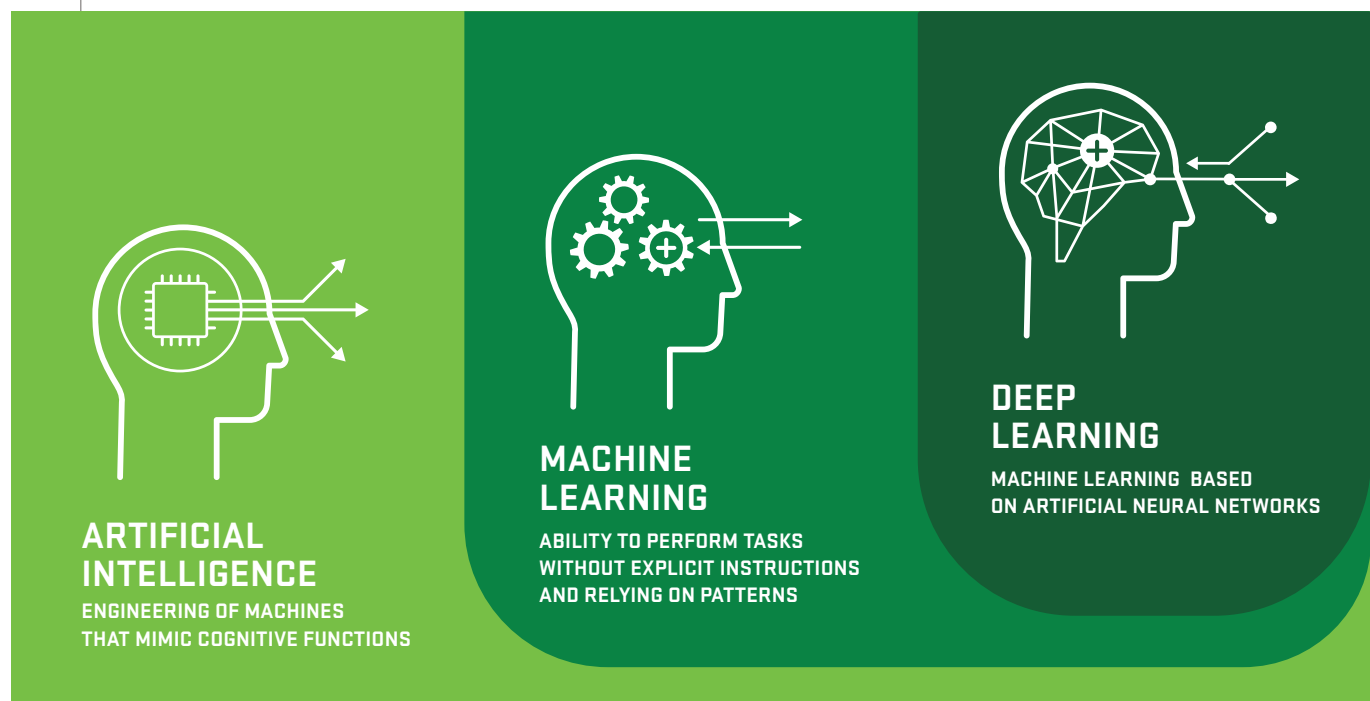 ARTIFICIAL
INTELLIGENCE
ENGINEERING OF MACHINES
THAT MIMIC COGNITIVE FUNCTIONS
MACHINE
LEARNING
ABILITY TO PERFORM TASKS
WITHOUT EXPLICIT INSTRUCTIONS
AND RELYING ON PATTERNS
DEEP
LEARNING
MACHINE LEARNING BASED
ON ARTIFICIAL NEURAL NETWORKS